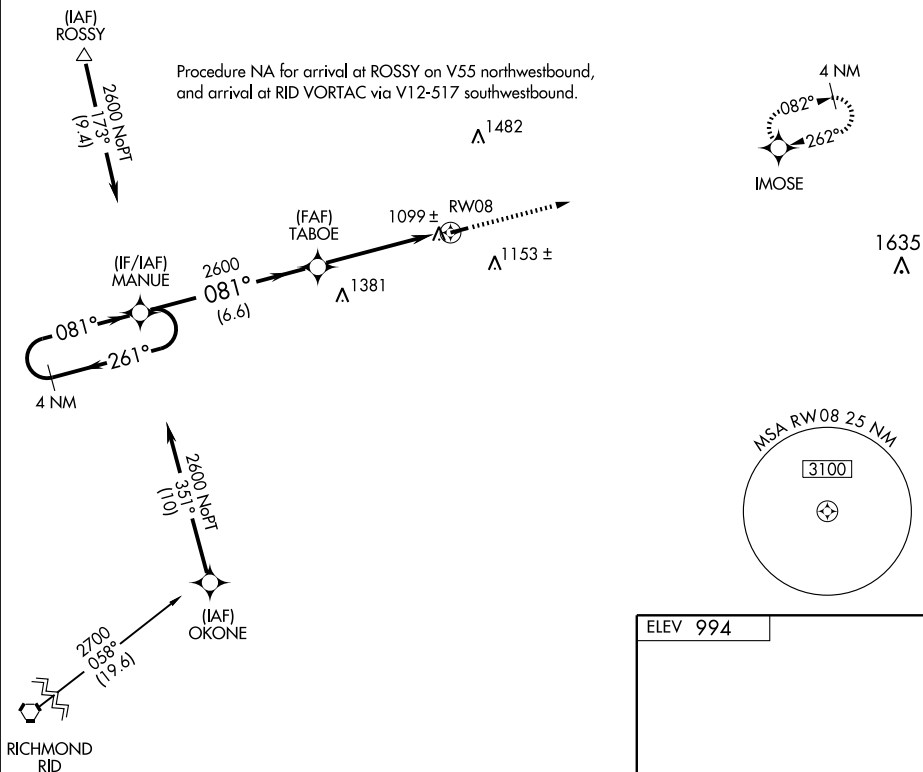 (IAF)
ROSSY
Procedure NA for arrival at ROSSY on V55 northwestbound,
and arrival at RID VORTAC via V12-517 southwestbound.
2600 NoPT
173°
(9.4)
1482
4 NM
082°
262°
IMOSE
1099 ±
RW08
(FAF)
TABOE
1153 ±
1635
(IF/IAF)
MANUE
2600
081°
(6.6)
1381
081°
261°
4 NM
MSA RW08 25 NM
3100
2600 NoPT
351°
(10)
(IAF)
OKONE
2700
058°
(19.6)
RICHMOND
RID
ELEV 994